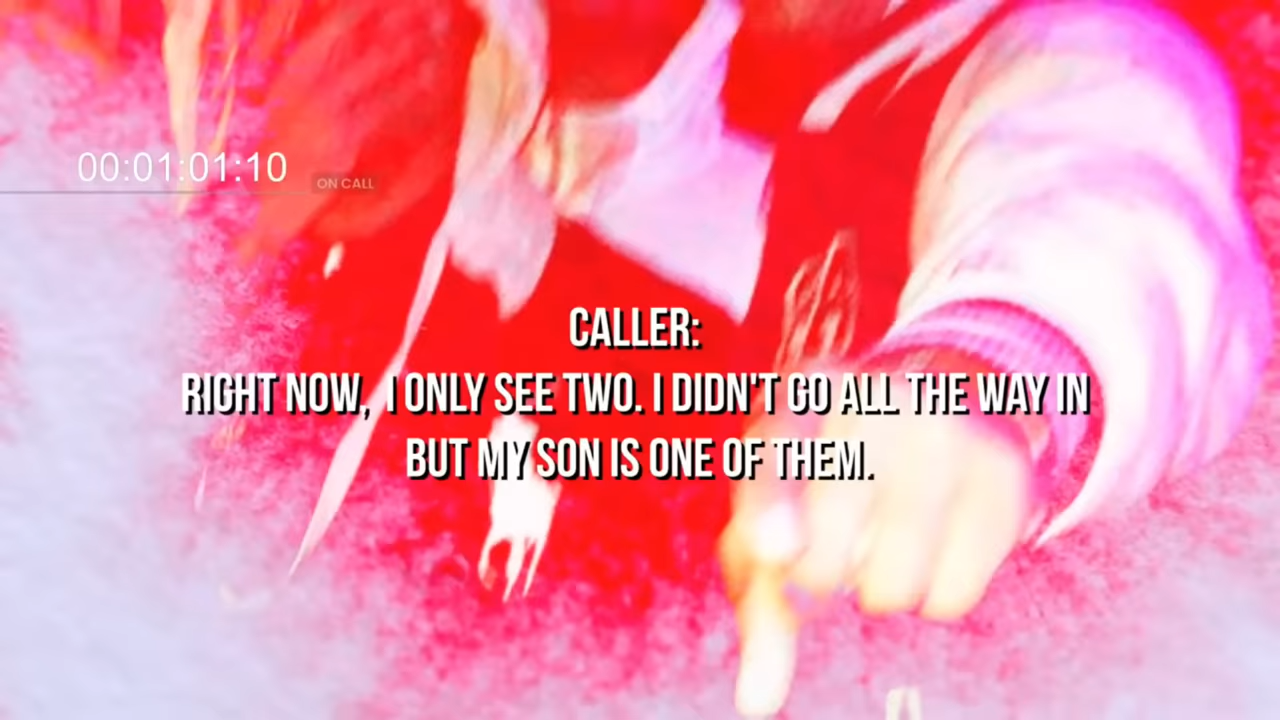 00:01:01:10
ON CALL
CALLER:
RIGHT NOW, I ONLY SEE TWO. I DIDN'T GO ALL THE WAY IN
BUT MY SON IS ONE OF THEM.